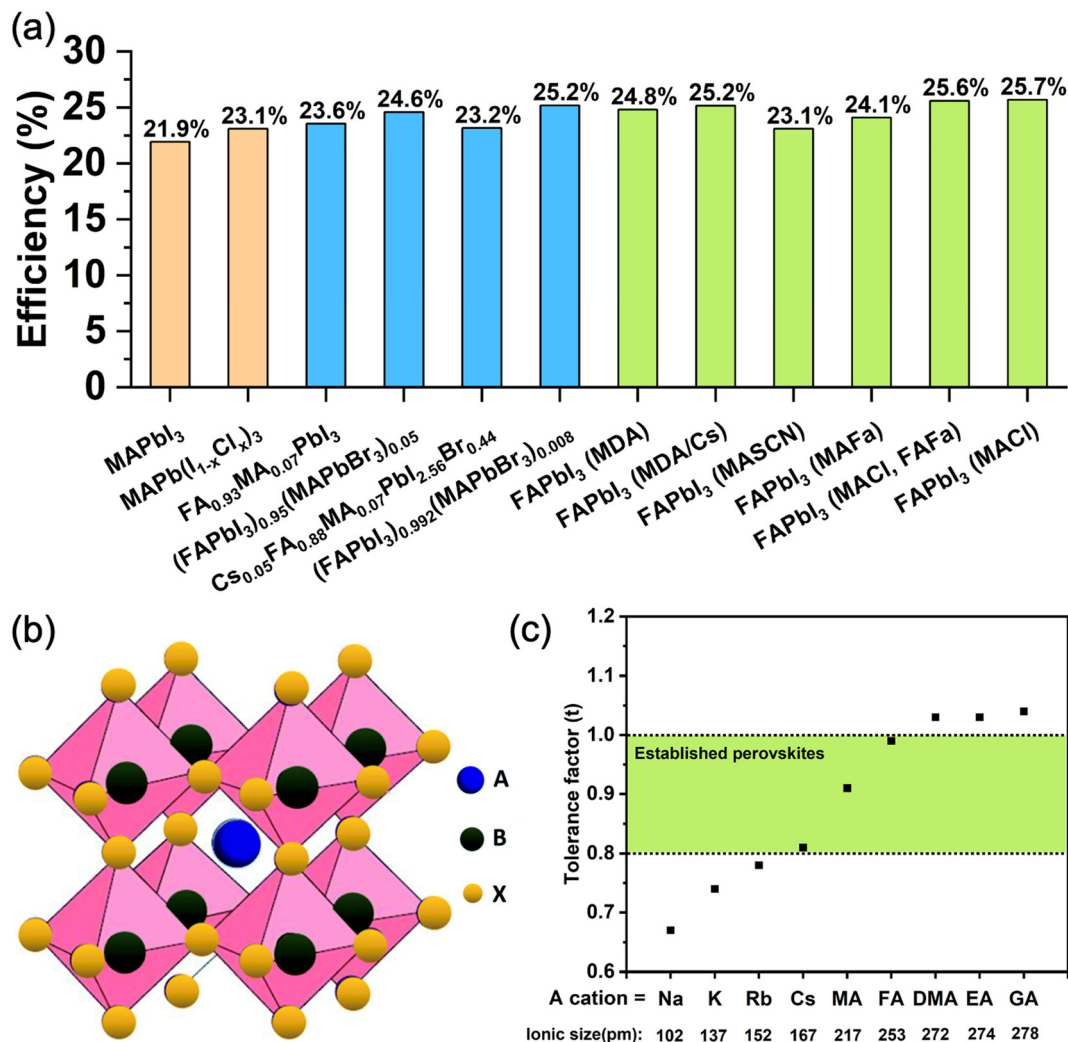 (a)
30
25
20
15
10
5
0
Efficiency (%)
21.9%
23.1%
23.6%
24.6%
23.2%
25.2%
24.8%
25.2%
23.1%
24.1%
25.6%
25.7%
MAPbI₃
MAPb(I₁₋ₓClₓ)₃
FA₀.₉₃MA₀.₀₇PbI₃
(FAPbI₃)₀.₉₅(MAPbBr₃)₀.₀₅
Cs₀.₀₅FA₀.₈₈MA₀.₀₇PbI₂.₅₆Br₀.₄₄
(FAPbI₃)₀.₉₉₂(MAPbBr₃)₀.₀₀₈
FAPbI₃ (MDA)
FAPbI₃ (MDA/Cs)
FAPbI₃ (MASCN)
FAPbI₃ (MAFa)
FAPbI₃ (MACl, FAFa)
FAPbI₃ (MACl)
(b)
A
B
X
(c)
1.2
1.1
1.0
0.9
0.8
0.7
0.6
Tolerance factor (t)
Established perovskites
A cation = Na K Rb Cs MA FA DMA EA GA
Ionic size(pm): 102 137 152 167 217 253 272 274 278